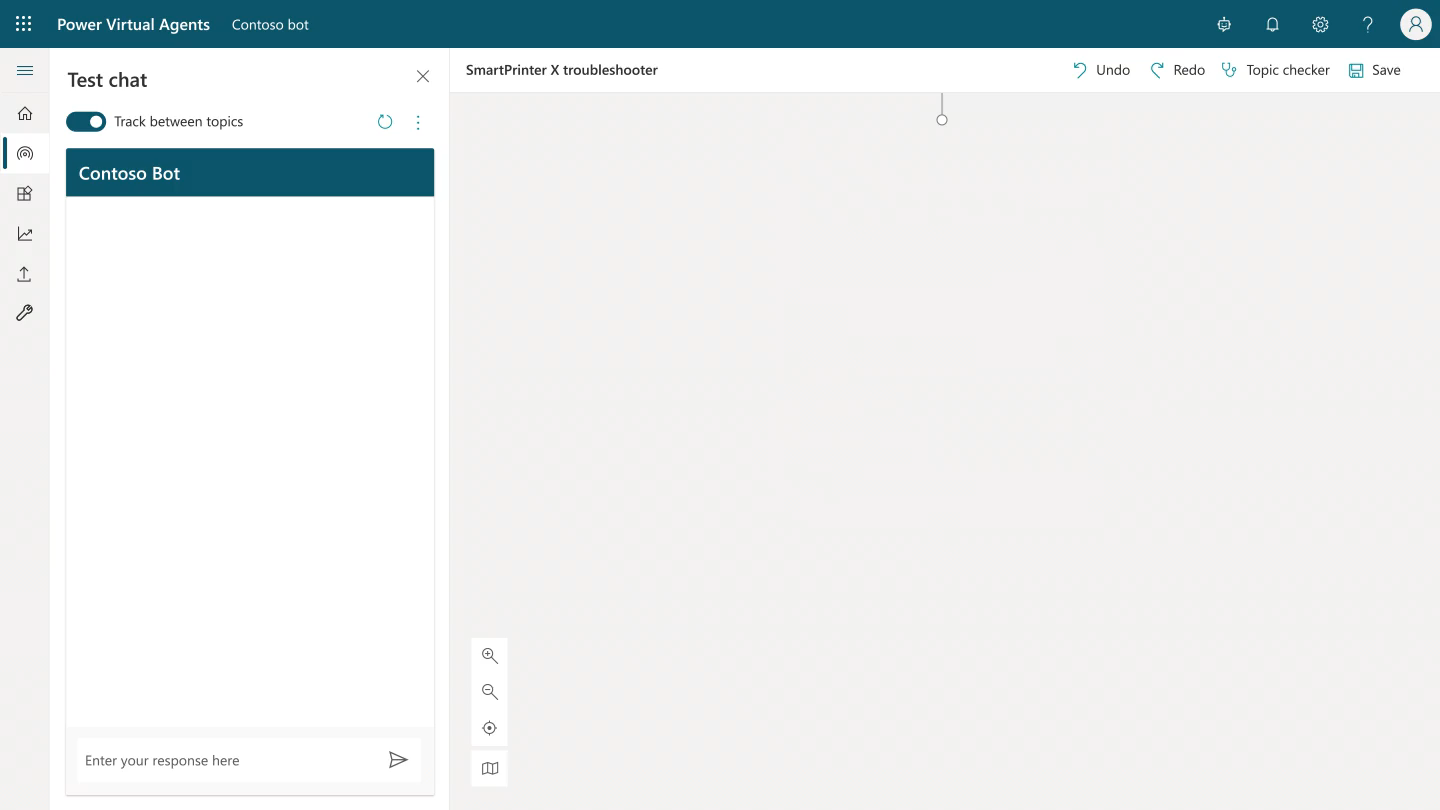 Power Virtual Agents Contoso bot
Test chat
SmartPrinter X troubleshooter Undo Redo Topic checker Save
Track between topics
Contoso Bot
Enter your response here